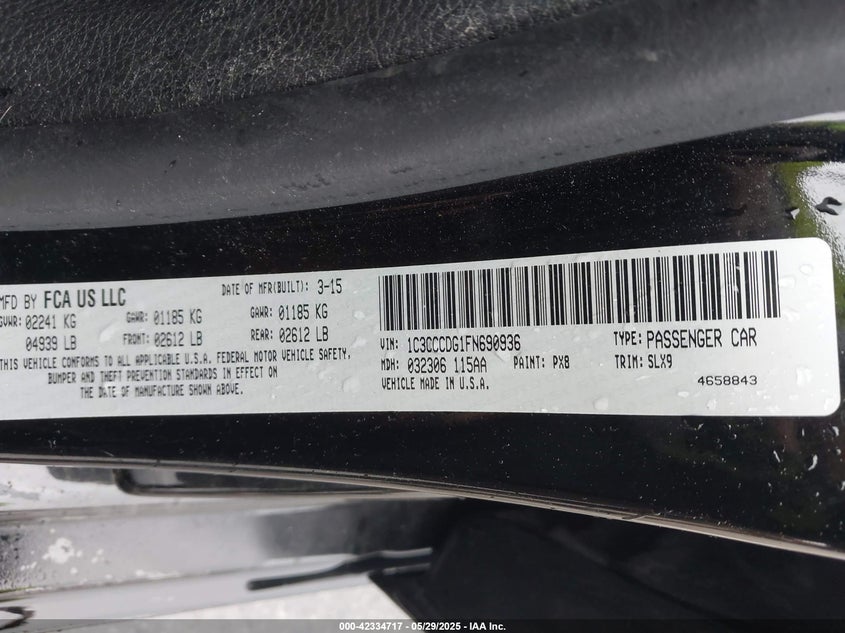 MFD BY FCA US LLC
DATE OF MFR(BUILT): 3-15
GVWR: 02241 KG
GAWR: 01185 KG
GAWR: 01185 KG
04939 LB
FRONT: 02612 LB
REAR: 02612 LB
THIS VEHICLE CONFORMS TO ALL APPLICABLE U.S.A. FEDERAL MOTOR VEHICLE SAFETY,
BUMPER AND THEFT PREVENTION STANDARDS IN EFFECT ON
THE DATE OF MANUFACTURE SHOWN ABOVE.
VIN: 1C3CCCDG1FN690936
TYPE: PASSENGER CAR
MDH: 032306 115AA
PAINT: PX8
TRIM: SLX9
VEHICLE MADE IN U.S.A.
4658843
000-42334717 - 05/29/2025 - IAA Inc.